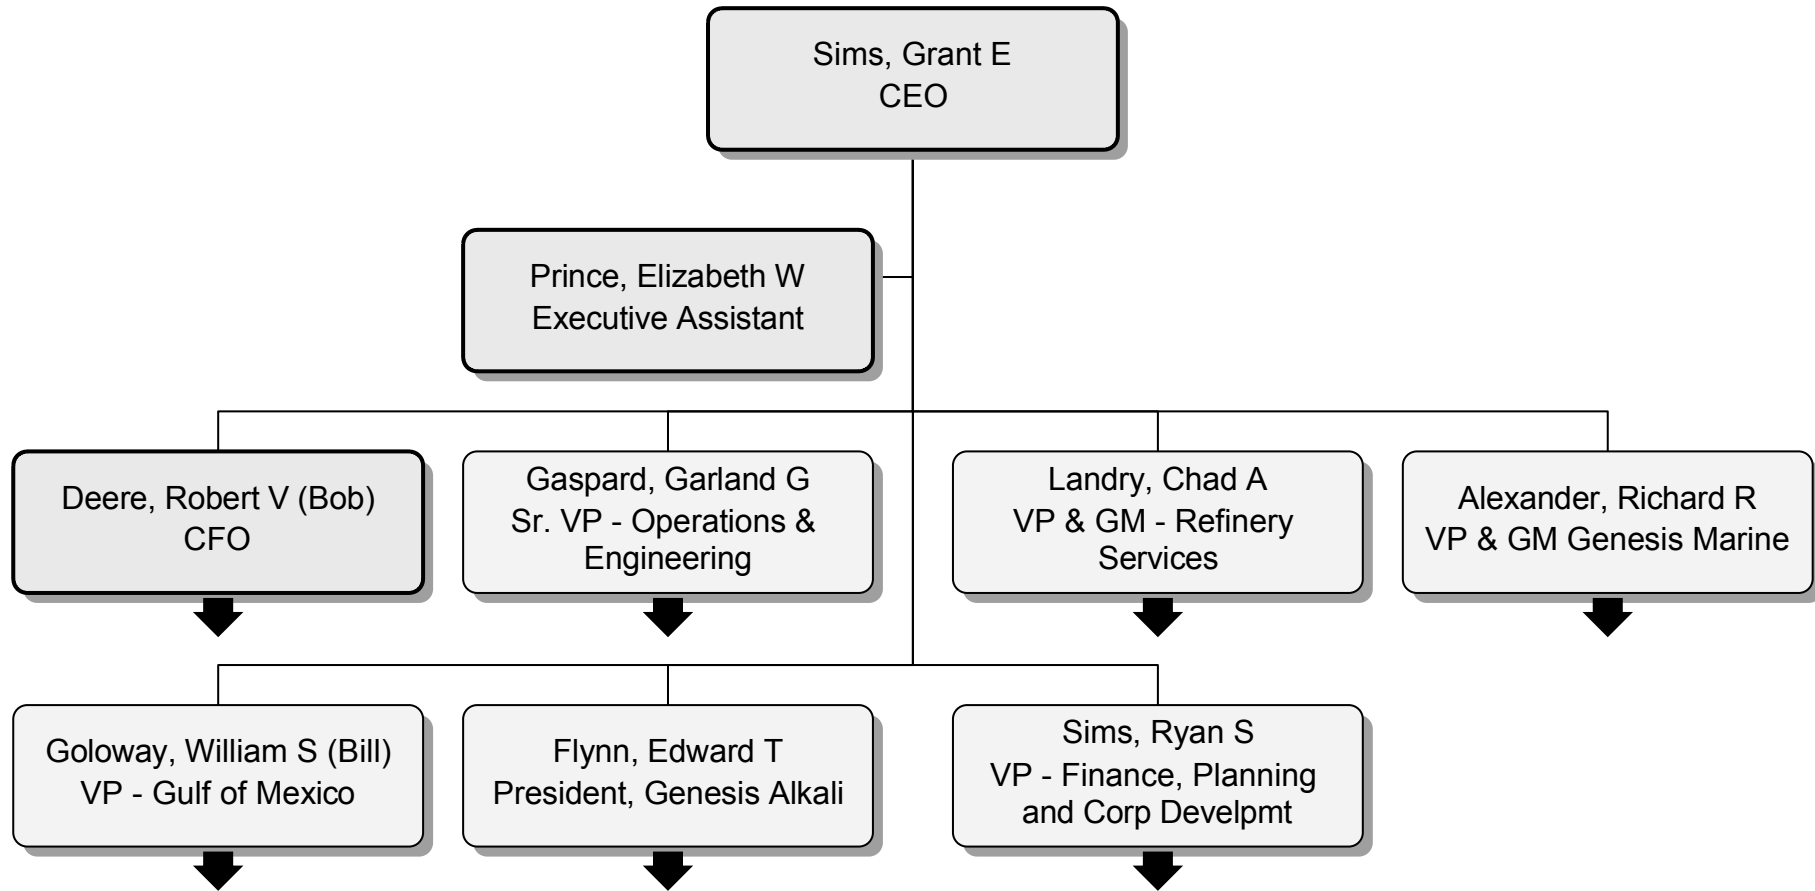 Sims, Grant E
CEO
Prince, Elizabeth W
Executive Assistant
Deere, Robert V (Bob)
CFO
Gaspard, Garland G
Sr. VP - Operations &
Engineering
Landry, Chad A
VP & GM - Refinery
Services
Alexander, Richard R
VP & GM Genesis Marine
Goloway, William S (Bill)
VP - Gulf of Mexico
Flynn, Edward T
President, Genesis Alkali
Sims, Ryan S
VP - Finance, Planning
and Corp Develpmt